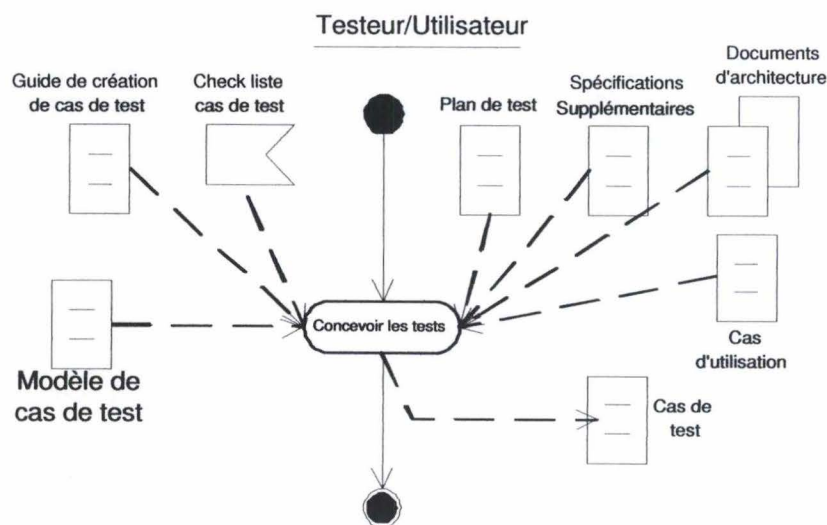 Testeur/Utilisateur
Guide de création
de cas de test
Check liste
cas de test
Plan de test
Spécifications
Supplémentaires
Documents
d'architecture
Concevoir les tests
Modèle de
cas de test
Cas
d'utilisation
Cas de
test